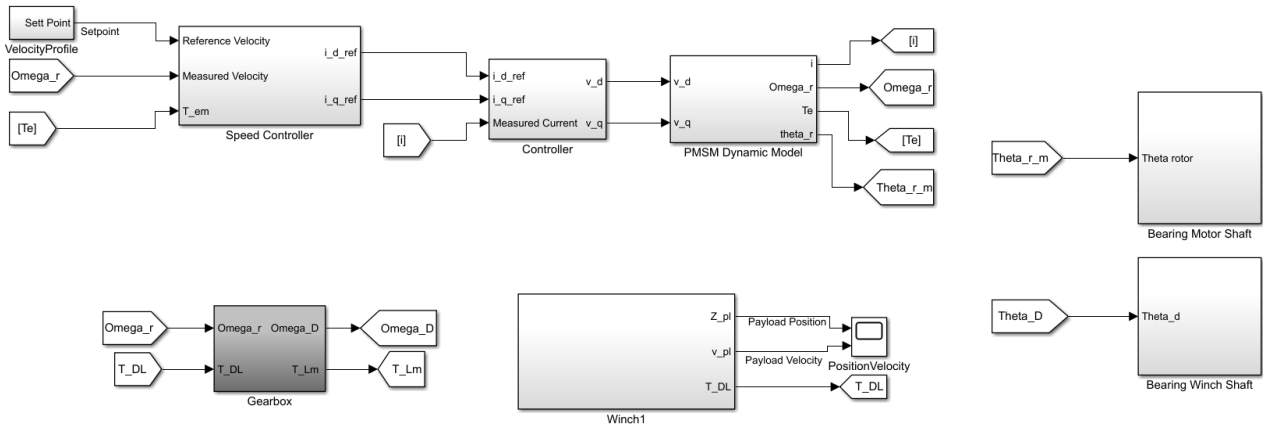 Sett Point
Setpoint
VelocityProfile
Omega_r
[Te]
Reference Velocity
Measured Velocity
T_em
i_d_ref
i_q_ref
Speed Controller
[i]
i_d_ref
i_q_ref
Measured Current
v_d
v_q
Controller
v_d
v_q
i
Omega_r
Te
theta_r
PMSM Dynamic Model
[i]
Omega_r
[Te]
Theta_r_m
Theta_r_m
Theta rotor
Bearing Motor Shaft
Omega_r
T_DL
Omega_r
Omega_D
T_DL
T_Lm
Gearbox
Omega_D
T_Lm
Z_pl
v_pl
T_DL
Winch1
Payload Position
Payload Velocity
PositionVelocity
T_DL
Theta_D
Theta_d
Bearing Winch Shaft